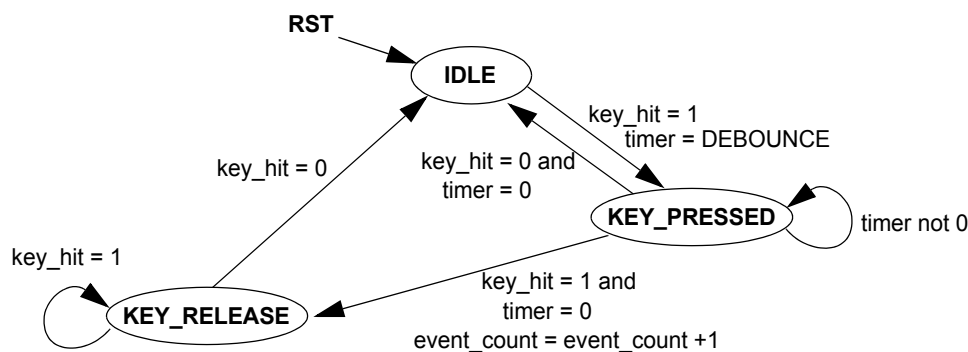 RST
IDLE
key_hit = 1
timer = DEBOUNCE
key_hit = 0
key_hit = 0 and
timer = 0
KEY_PRESSED
timer not 0
key_hit = 1
KEY_RELEASE
key_hit = 1 and
timer = 0
event_count = event_count +1